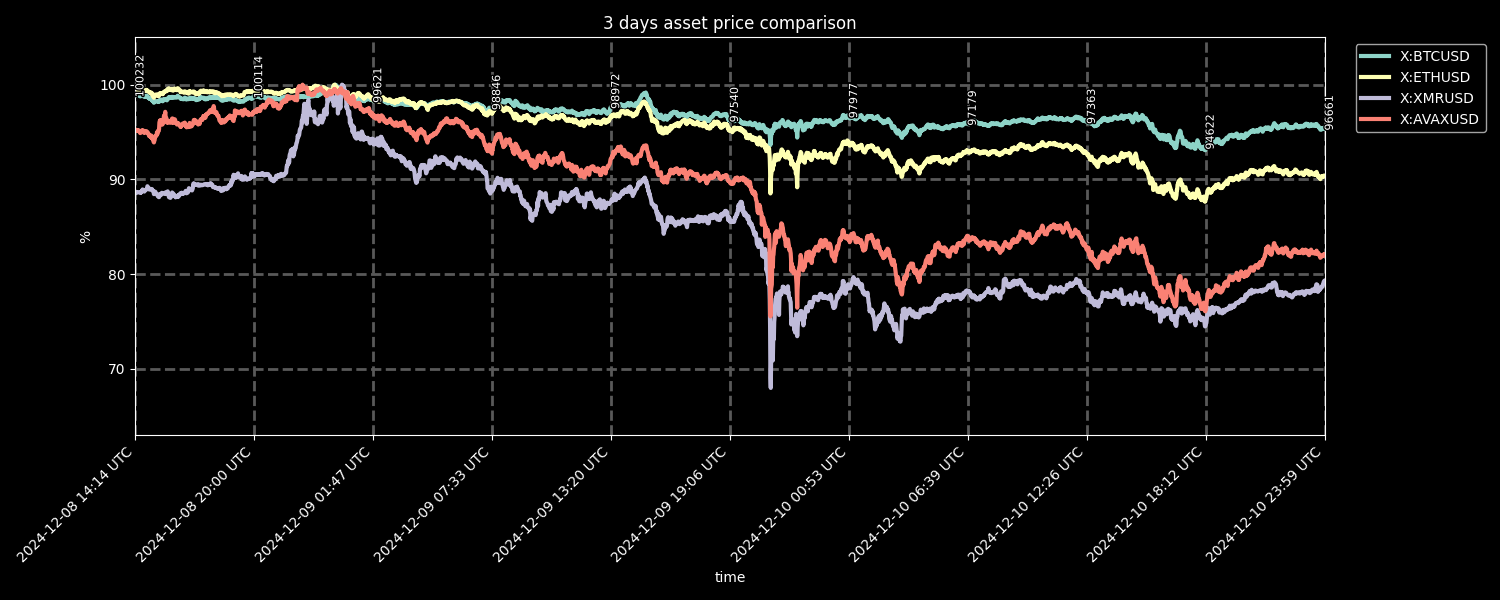 3 days asset price comparison
X:BTCUSD
X:ETHUSD
X:XMRUSD
X:AVAXUSD
100
90
80
70
%
100232
100114
99621
98846
98972
97540
97977
97179
97363
94622
96661
2024-12-08 14:14 UTC
2024-12-08 20:00 UTC
2024-12-09 01:47 UTC
2024-12-09 07:33 UTC
2024-12-09 13:20 UTC
2024-12-09 19:06 UTC
2024-12-10 00:53 UTC
2024-12-10 06:39 UTC
2024-12-10 12:26 UTC
2024-12-10 18:12 UTC
2024-12-10 23:59 UTC
time